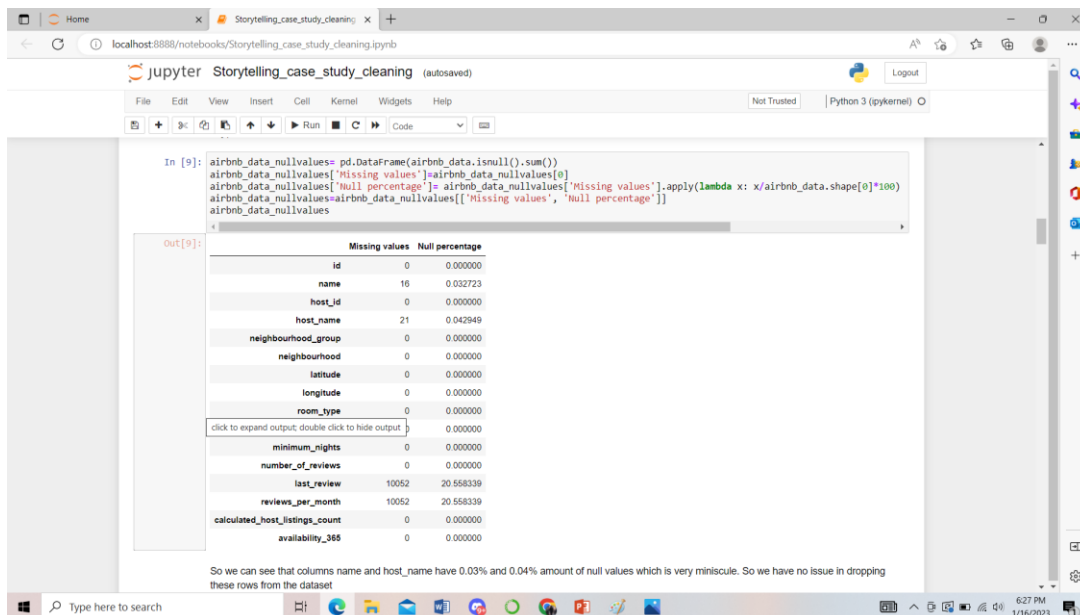 Home
Storytelling_case_study_cleaning
localhost:8888/notebooks/Storytelling_case_study_cleaning.ipynb
jupyter Storytelling_case_study_cleaning (autosaved)
Logout
File Edit View Insert Cell Kernel Widgets Help
Not Trusted
Python 3 (ipykernel)
Run
Code
In [9]: airbnb_data_nullvalues= pd.DataFrame(airbnb_data.isnull().sum())
airbnb_data_nullvalues['Missing values']=airbnb_data_nullvalues[0]
airbnb_data_nullvalues['Null percentage']= airbnb_data_nullvalues['Missing values'].apply(lambda x: x/airbnb_data.shape[0]*100)
airbnb_data_nullvalues=airbnb_data_nullvalues[['Missing values', 'Null percentage']]
airbnb_data_nullvalues
Out[9]:
Missing values Null percentage
id 0 0.000000
name 16 0.032723
host_id 0 0.000000
host_name 21 0.042949
neighbourhood_group 0 0.000000
neighbourhood 0 0.000000
latitude 0 0.000000
longitude 0 0.000000
room_type 0 0.000000
click to expand output; double click to hide output 0.000000
minimum_nights 0 0.000000
number_of_reviews 0 0.000000
last_review 10052 20.558339
reviews_per_month 10052 20.558339
calculated_host_listings_count 0 0.000000
availability_365 0 0.000000
So we can see that columns name and host_name have 0.03% and 0.04% amount of null values which is very miniscule. So we have no issue in dropping
these rows from the dataset
Type here to search
6:27 PM
1/16/2023